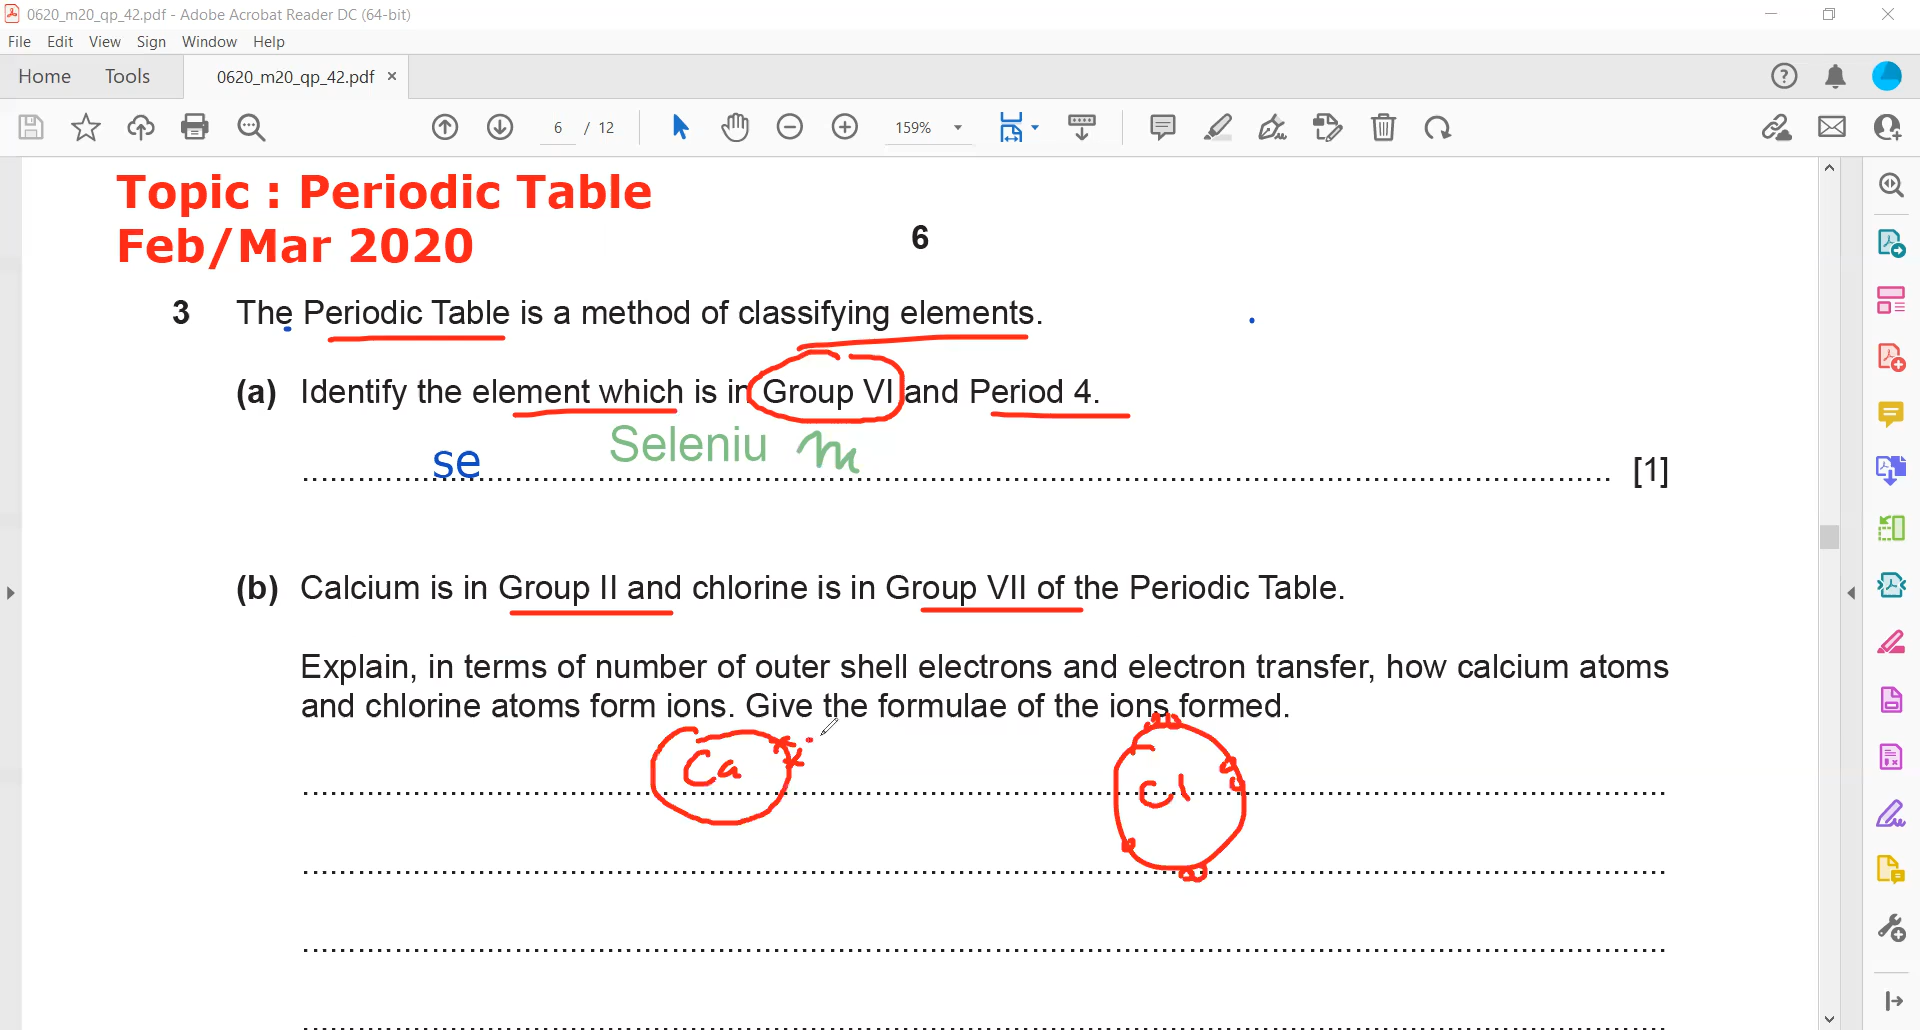 0620_m20_qp_42.pdf - Adobe Acrobat Reader DC (64-bit)
File Edit View Sign Window Help
Home Tools 0620_m20_qp_42.pdf ×
6 / 12 159%
Topic : Periodic Table
Feb/Mar 2020
6
3 The Periodic Table is a method of classifying elements.
(a) Identify the element which is in Group VI and Period 4.
se Selenium
[1]
(b) Calcium is in Group II and chlorine is in Group VII of the Periodic Table.
Explain, in terms of number of outer shell electrons and electron transfer, how calcium atoms
and chlorine atoms form ions. Give the formulae of the ions formed.
Ca Cl